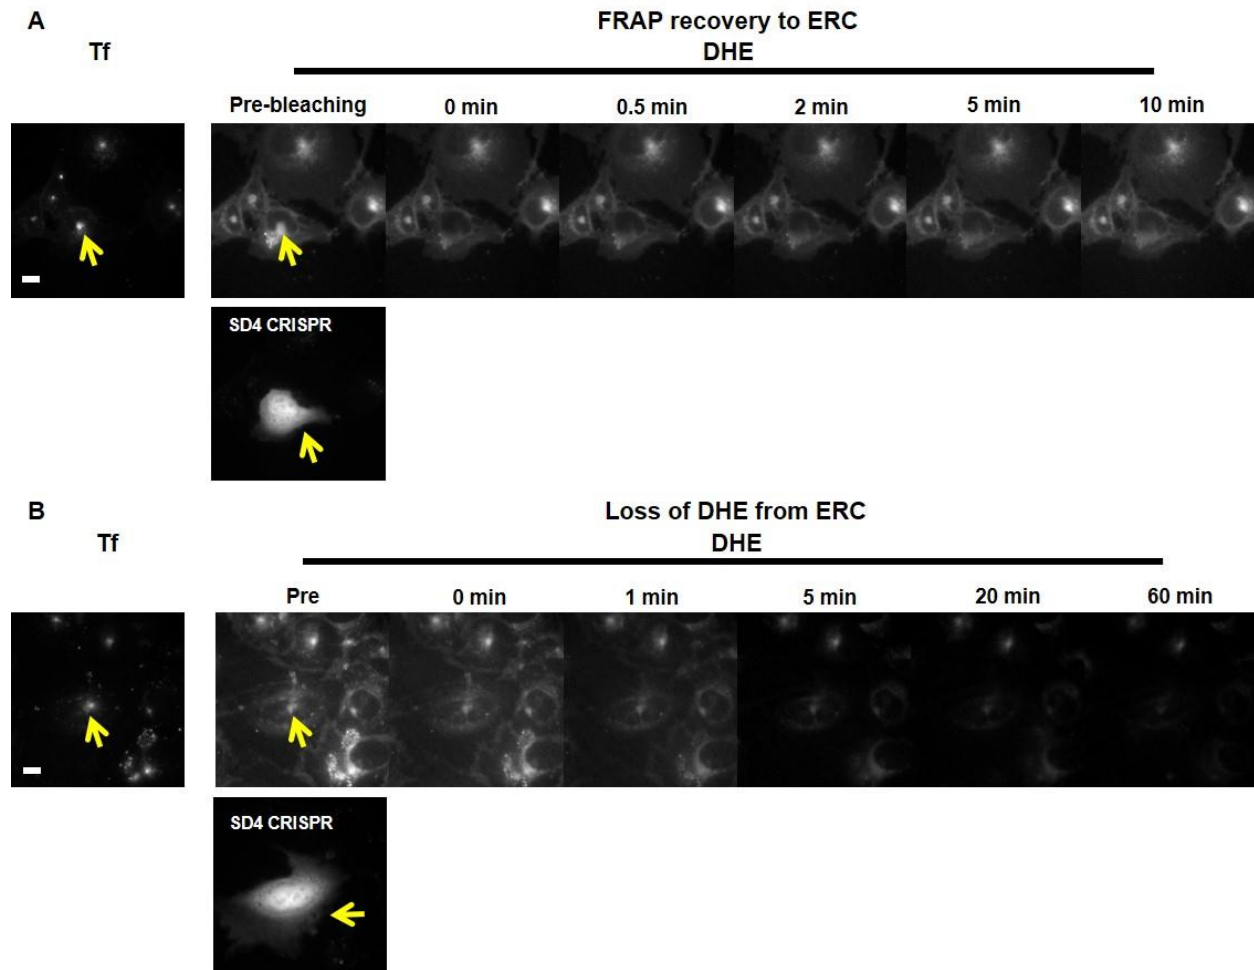 A
FRAP recovery to ERC
Tf
DHE
Pre-bleaching 0 min 0.5 min 2 min 5 min 10 min
SD4 CRISPR
B
Loss of DHE from ERC
Tf
DHE
Pre 0 min 1 min 5 min 20 min 60 min
SD4 CRISPR